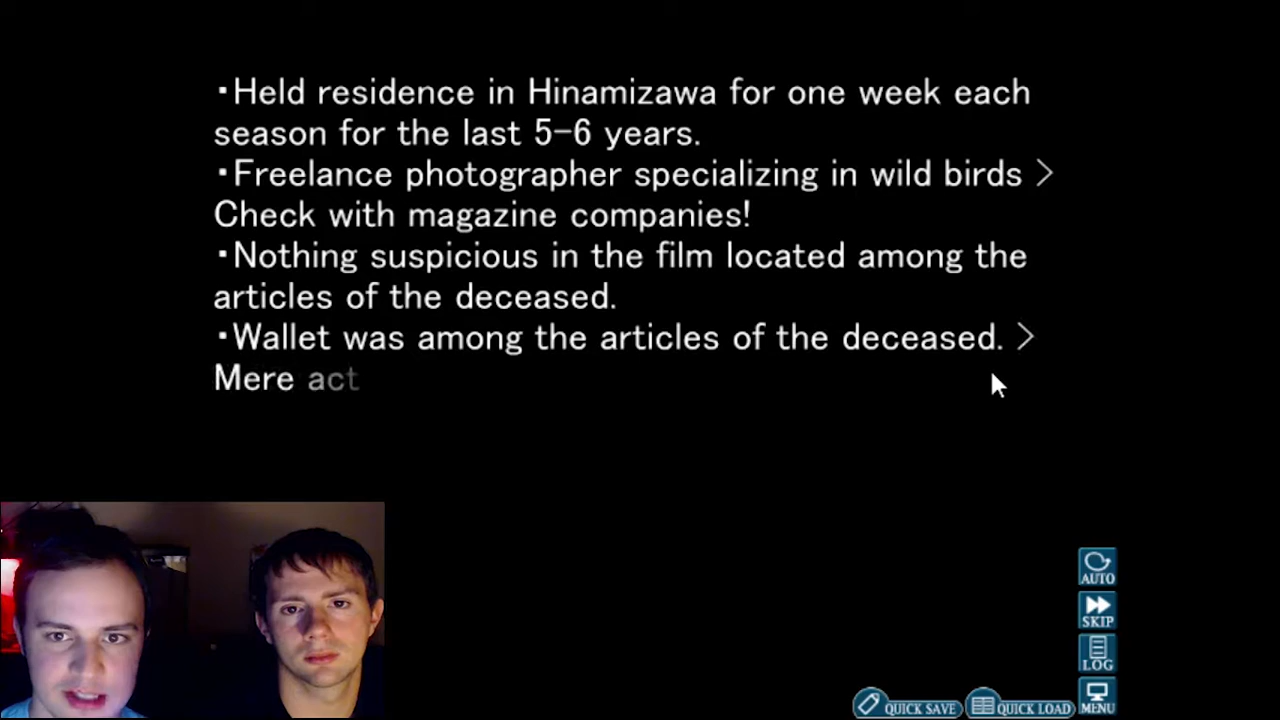 ・Held residence in Hinamizawa for one week each
season for the last 5-6 years.
・Freelance photographer specializing in wild birds >
Check with magazine companies!
・Nothing suspicious in the film located among the
articles of the deceased.
・Wallet was among the articles of the deceased. >
Mere act
AUTO
SKIP
LOG
MENU
QUICK SAVE
QUICK LOAD